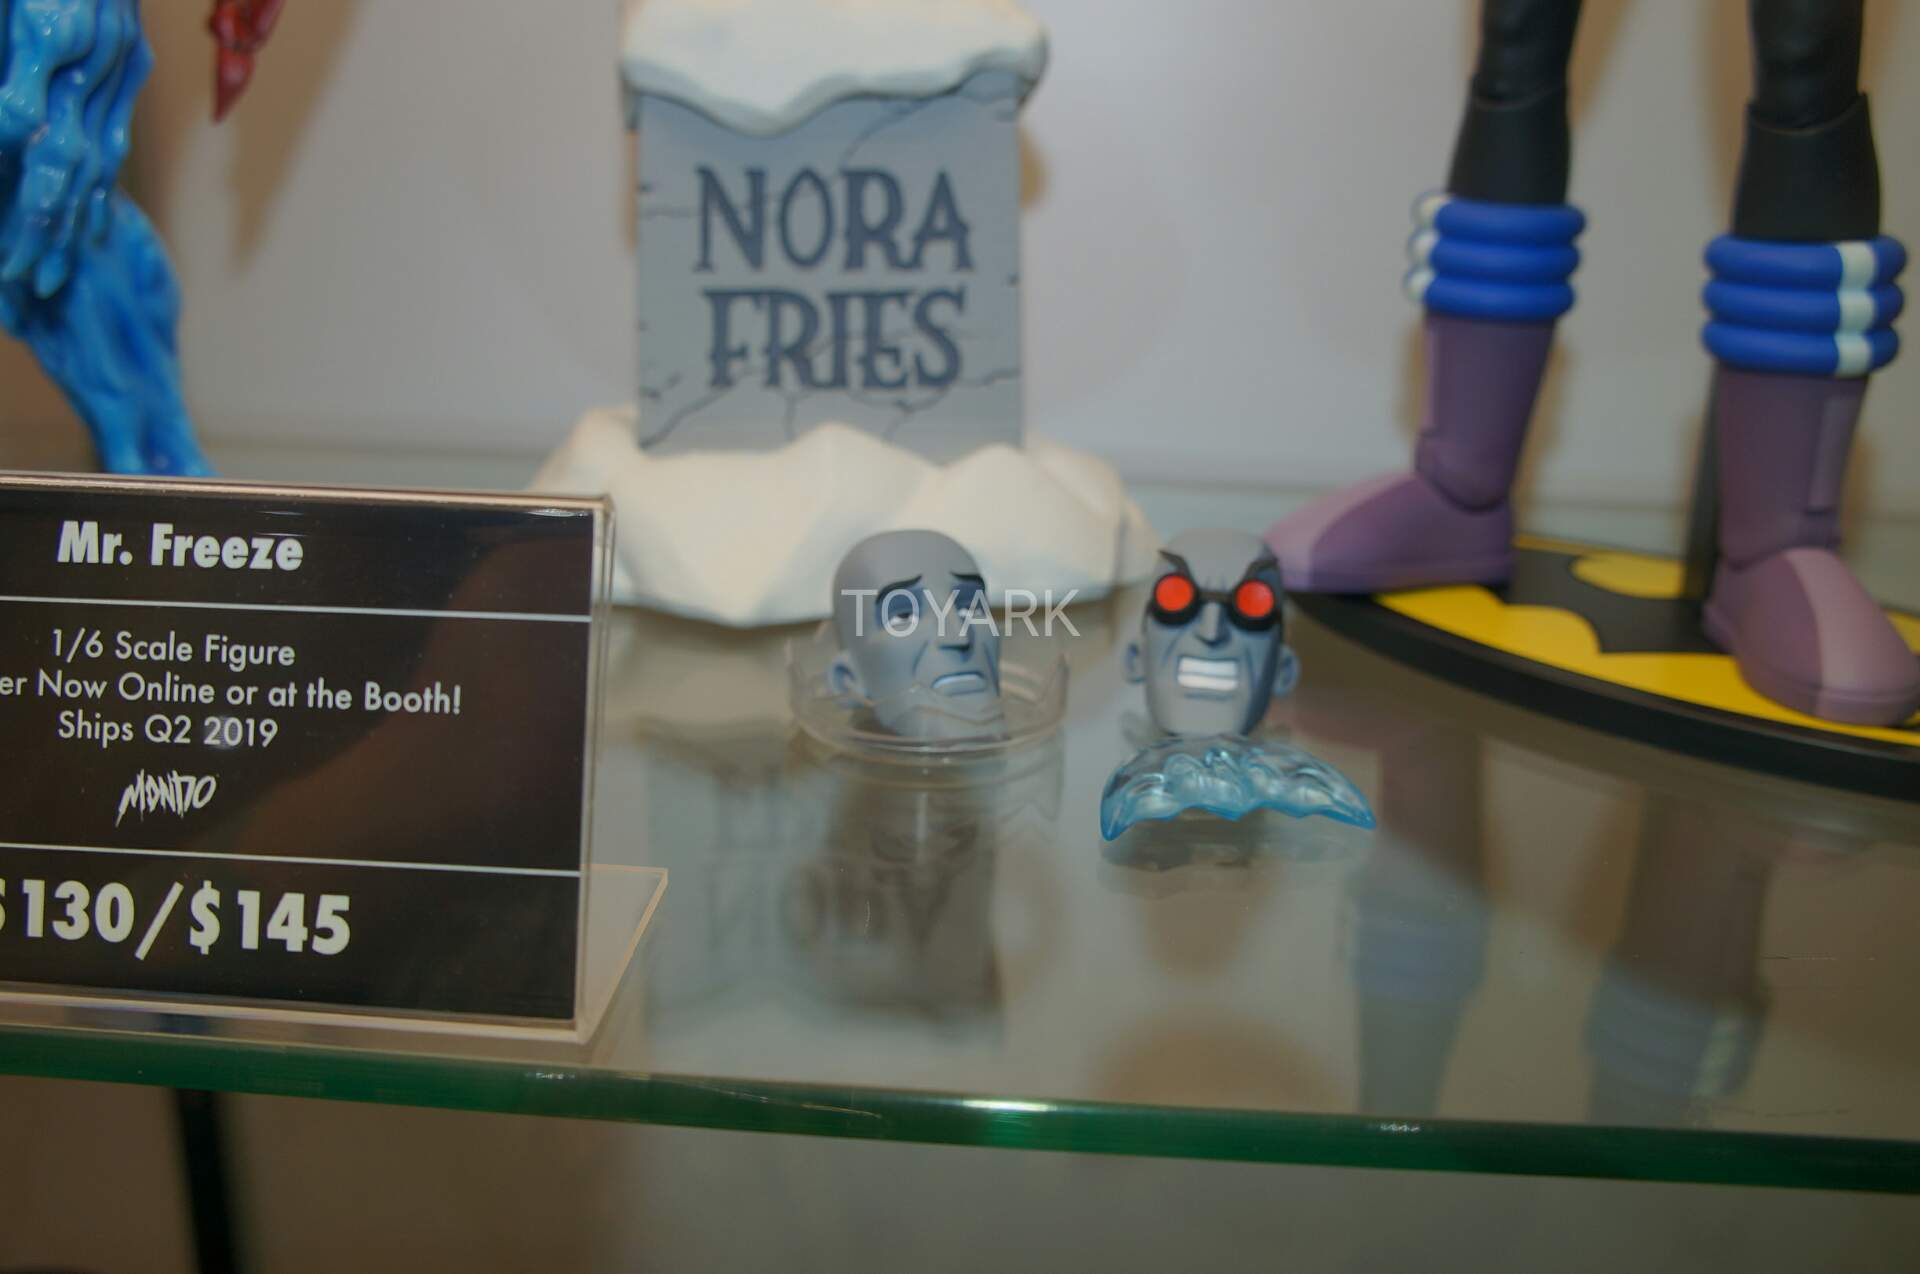 NORA
FRIES
Mr. Freeze
1/6 Scale Figure
er Now Online or at the Booth!
Ships Q2 2019
MONDO
$130/$145
TOYARK